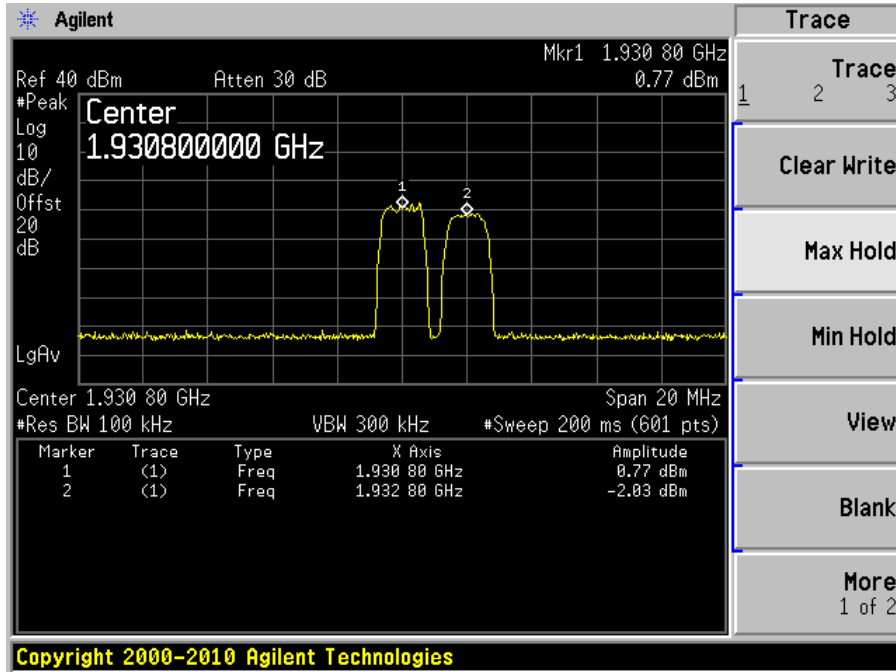 Agilent
Trace
Mkr1 1.930 80 GHz
Ref 40 dBm Atten 30 dB 0.77 dBm
#Peak
Log
10
dB/
Offst
20
dB
LgAv
Center
1.930800000 GHz
1
2
Center 1.930 80 GHz Span 20 MHz
#Res BW 100 kHz VBW 300 kHz #Sweep 200 ms (601 pts)
Marker Trace Type X Axis Amplitude
1 (1) Freq 1.930 80 GHz 0.77 dBm
2 (1) Freq 1.932 80 GHz -2.03 dBm
Trace
1 2 3
Clear Write
Max Hold
Min Hold
View
Blank
More
1 of 2
Copyright 2000-2010 Agilent Technologies